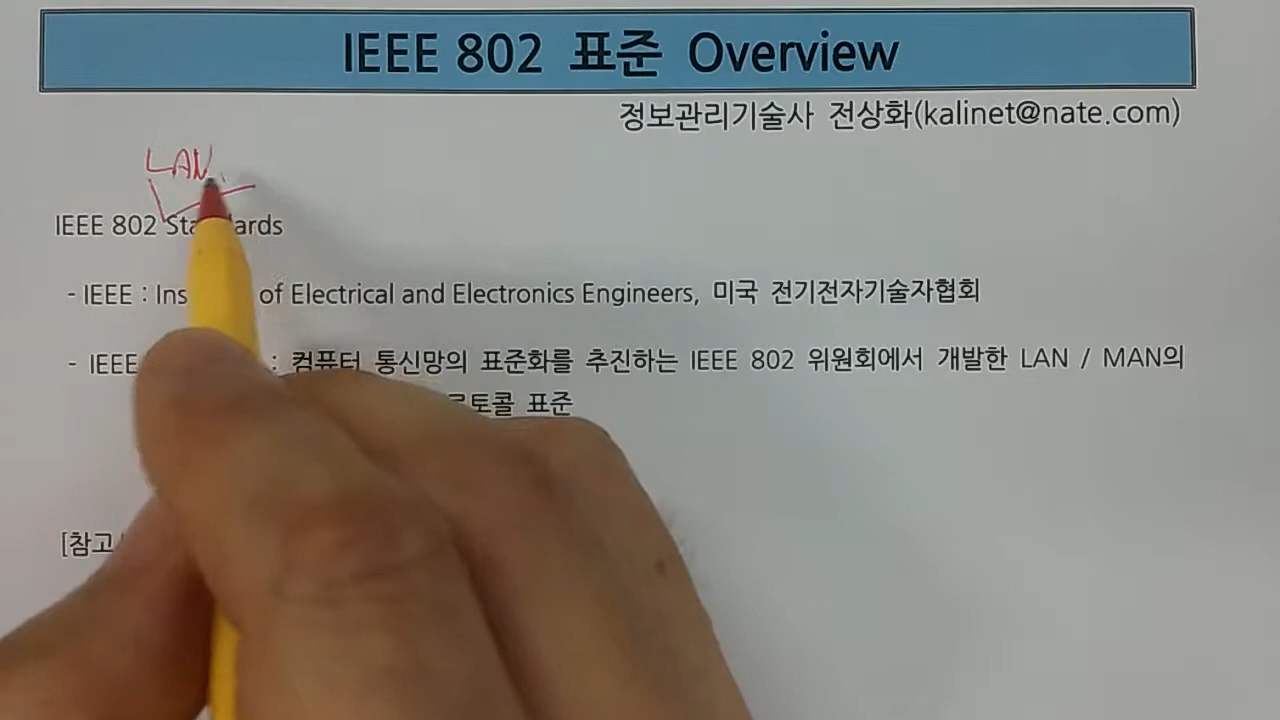 IEEE 802 표준 Overview
정보관리기술사 전상화(kalinet@nate.com)
LAN
IEEE 802
- IEEE : of Electrical and Electronics Engineers, 미국 전기전자기술자협회
- IEEE : 컴퓨터 통신망의 표준화를 추진하는 IEEE 802 위원회에서 개발한 LAN / MAN의
표준
[참고